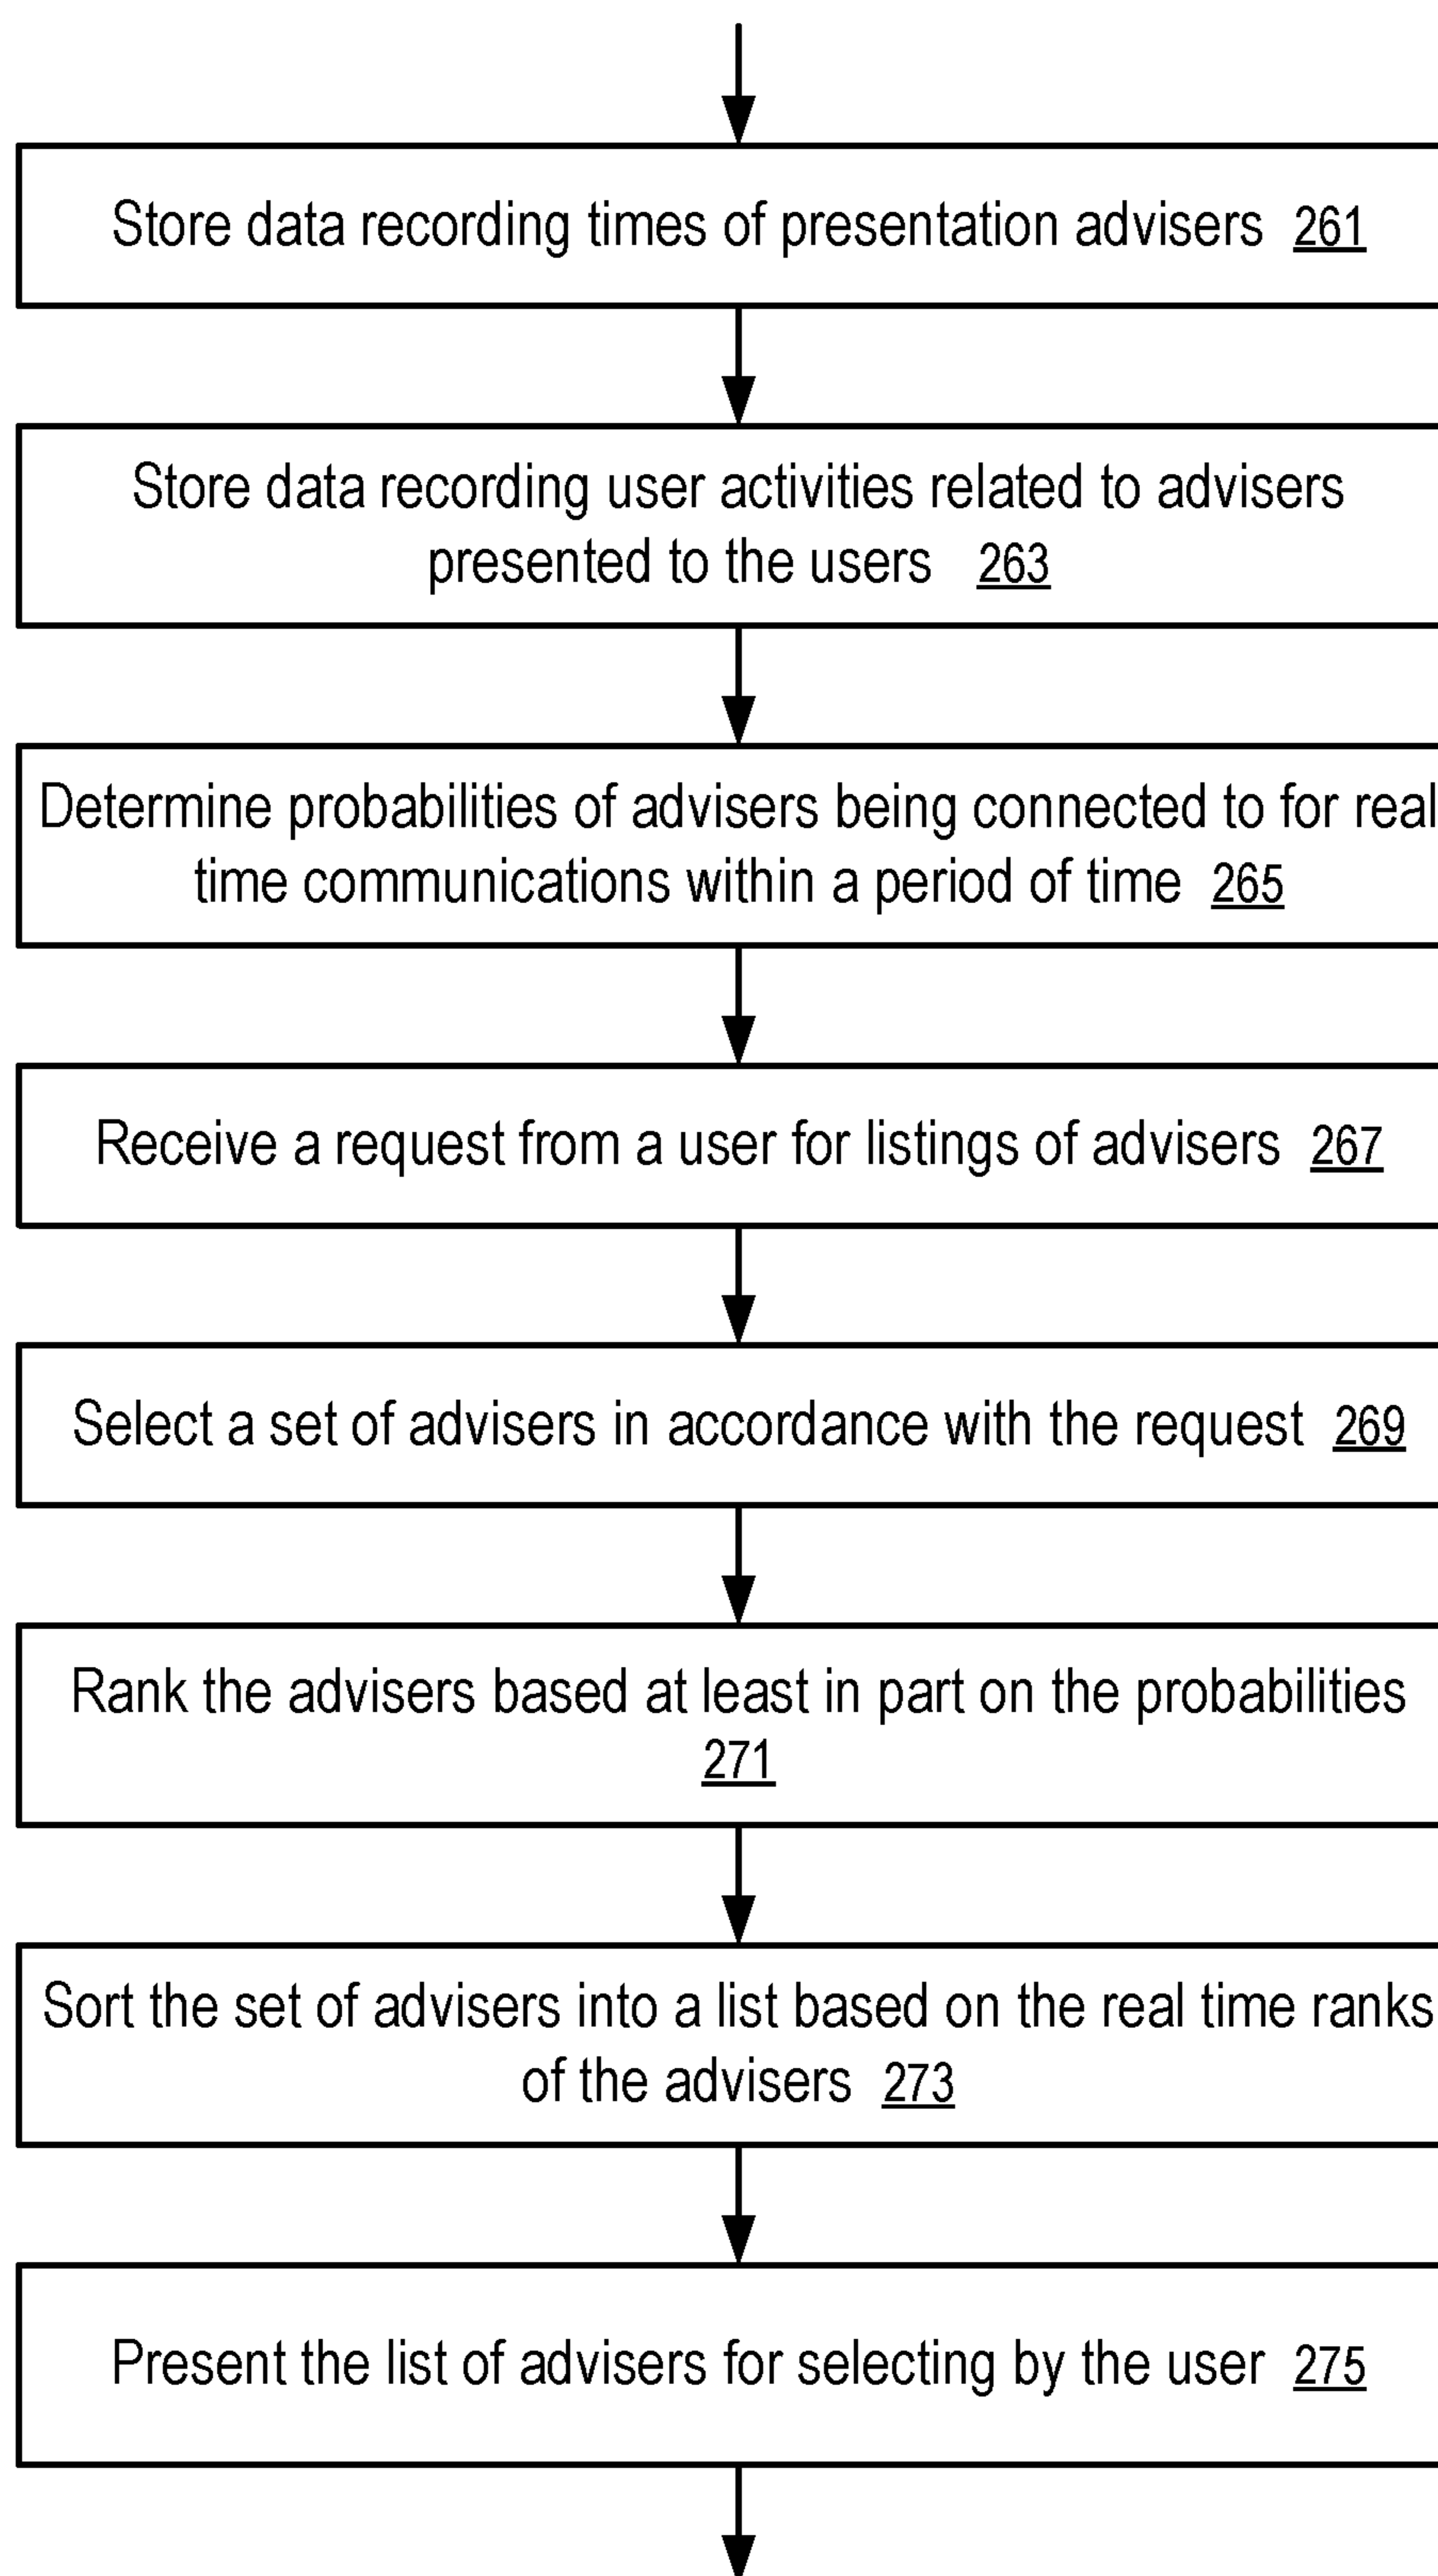 Store data recording times of presentation advisers 261
Store data recording user activities related to advisers
presented to the users 263
Determine probabilities of advisers being connected to for real
time communications within a period of time 265
Receive a request from a user for listings of advisers 267
Select a set of advisers in accordance with the request 269
Rank the advisers based at least in part on the probabilities
271
Sort the set of advisers into a list based on the real time ranks
of the advisers 273
Present the list of advisers for selecting by the user 275